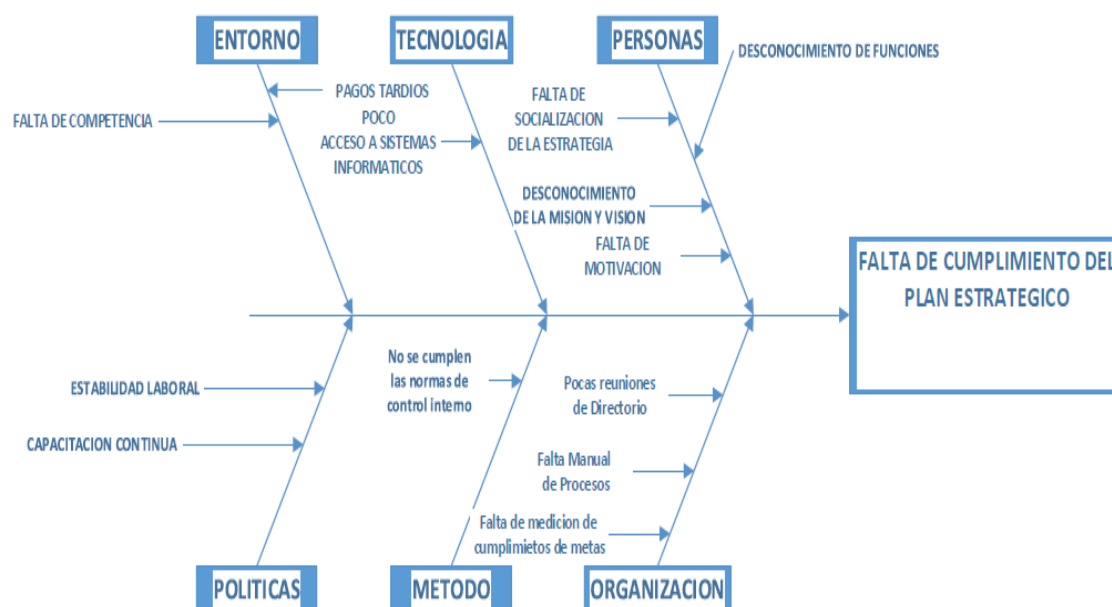 ENTORNO
TECNOLOGIA
PERSONAS
DESCONOCIMIENTO DE FUNCIONES
PAGOS TARDIOS
FALTA DE COMPETENCIA
POCO
ACCESO A SISTEMAS
INFORMATICOS
FALTA DE
SOCIALIZACION
DE LA ESTRATEGIA
DESCONOCIMIENTO
DE LA MISION Y VISION
FALTA DE
MOTIVACION
FALTA DE CUMPLIMIENTO DEL
PLAN ESTRATEGICO
ESTABILIDAD LABORAL
CAPACITACION CONTINUA
No se cumplen
las normas de
control interno
Pocas reuniones
de Directorio
Falta Manual
de Procesos
Falta de medicion de
cumplimietos de metas
POLITICAS
METODO
ORGANIZACION